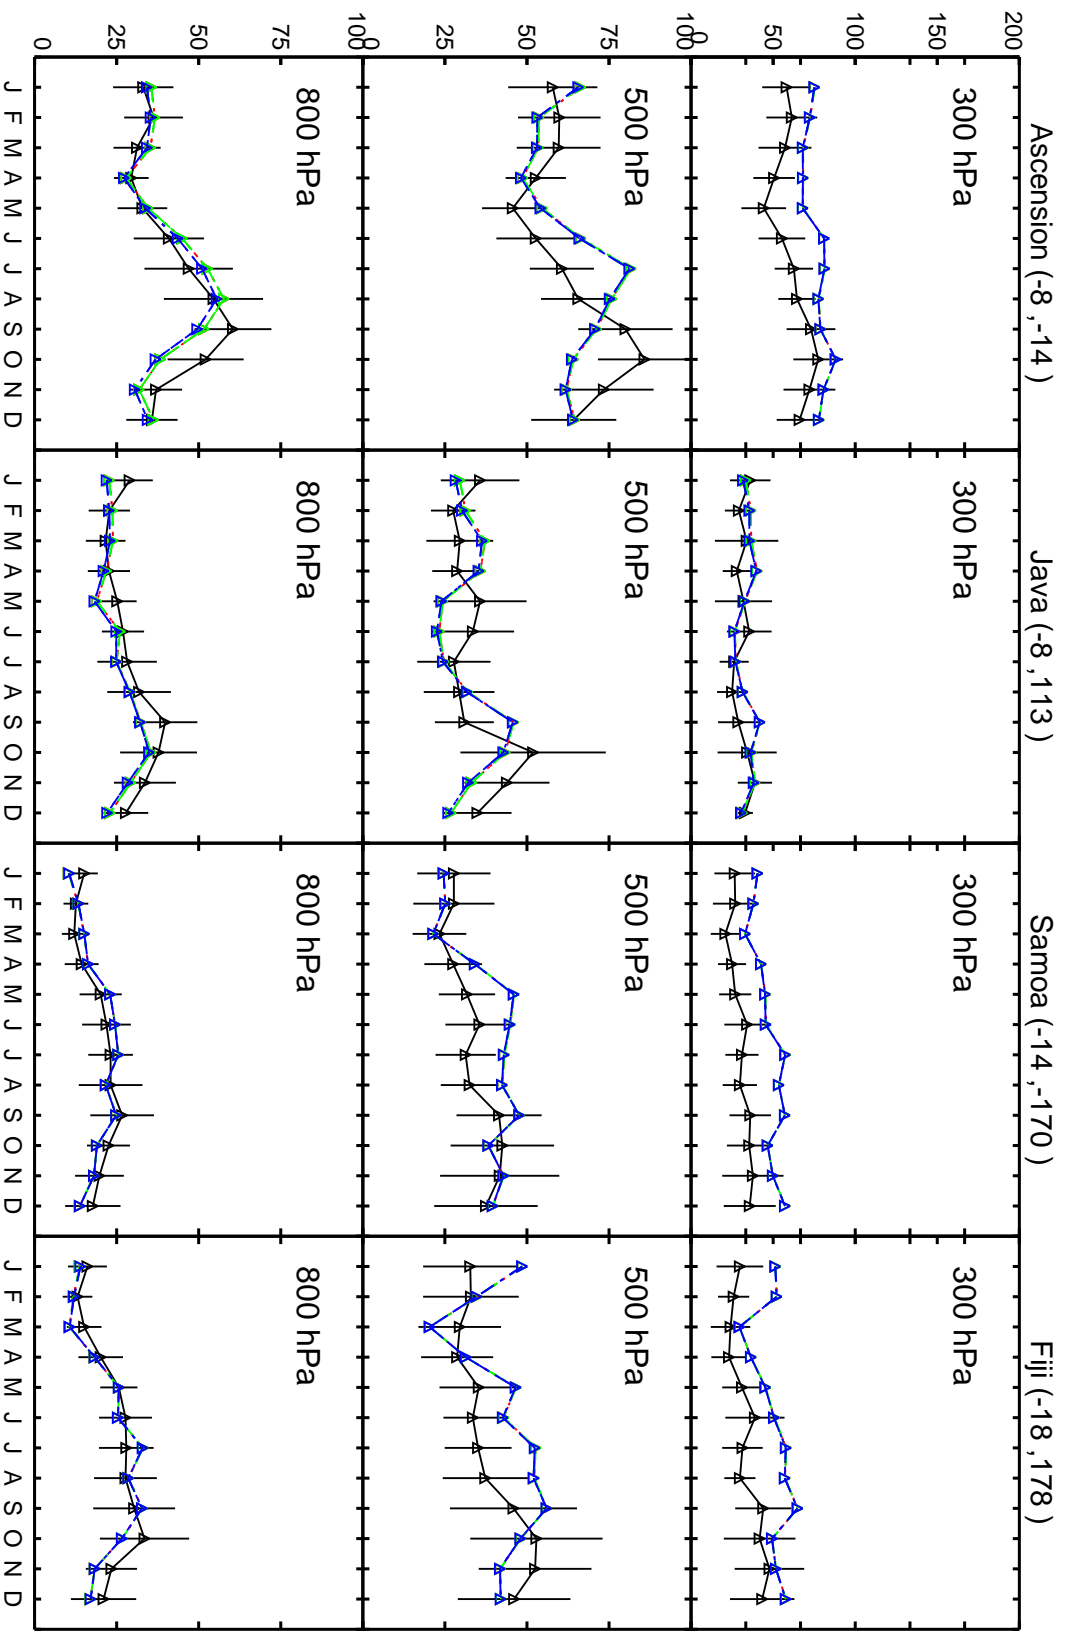 Ascension (-8 ,-14 )
Java (-8 ,113 )
Samoa (-14 ,-170 )
Fiji (-18 ,178 )
200
150
100
50
0
300 hPa
300 hPa
300 hPa
300 hPa
100
75
50
25
0
500 hPa
500 hPa
500 hPa
500 hPa
100
75
50
25
0
800 hPa
800 hPa
800 hPa
800 hPa
J F M A M J J A S O N D
J F M A M J J A S O N D
J F M A M J J A S O N D
J F M A M J J A S O N D